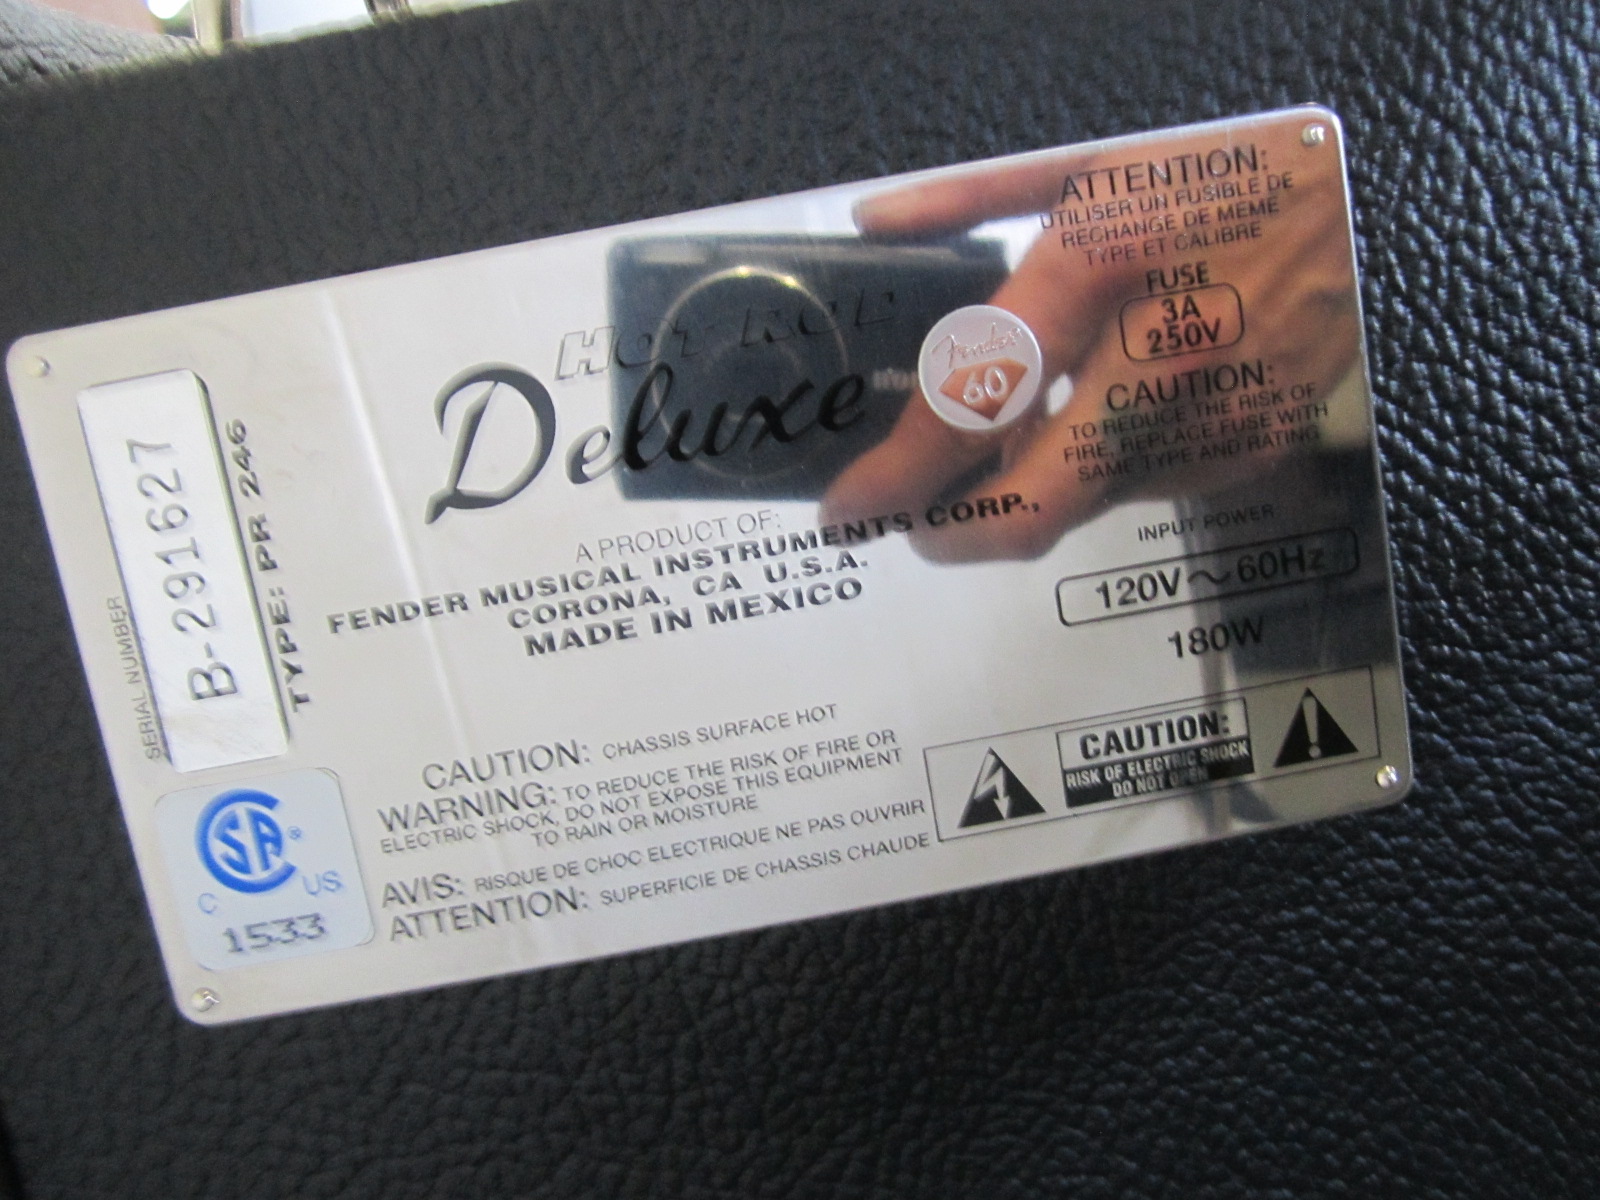 SERIAL NUMBER
B-291627
TYPE: PR 246
HOT ROD
Deluxe
Fender
60
A PRODUCT OF:
FENDER MUSICAL INSTRUMENTS CORP.,
CORONA, CA U.S.A.
MADE IN MEXICO
ATTENTION:
UTILISER UN FUSIBLE DE
RECHANGE DE MEME
TYPE ET CALIBRE
FUSE
3A
250V
CAUTION:
TO REDUCE THE RISK OF
FIRE, REPLACE FUSE WITH
SAME TYPE AND RATING
INPUT POWER
120V～60Hz
180W
CSA®
C US
1533
CAUTION: CHASSIS SURFACE HOT
WARNING: TO REDUCE THE RISK OF FIRE OR
ELECTRIC SHOCK, DO NOT EXPOSE THIS EQUIPMENT
TO RAIN OR MOISTURE
AVIS: RISQUE DE CHOC ELECTRIQUE NE PAS OUVRIR
ATTENTION: SUPERFICIE DE CHASSIS CHAUDE
CAUTION:
RISK OF ELECTRIC SHOCK
DO NOT OPEN
!